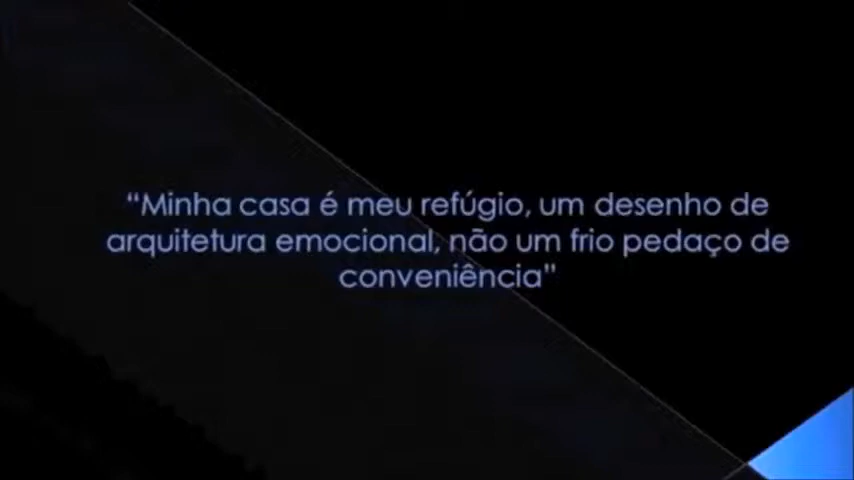 “Minha casa é meu refúgio, um desenho de
arquitetura emocional, não um frio pedaço de
conveniência”